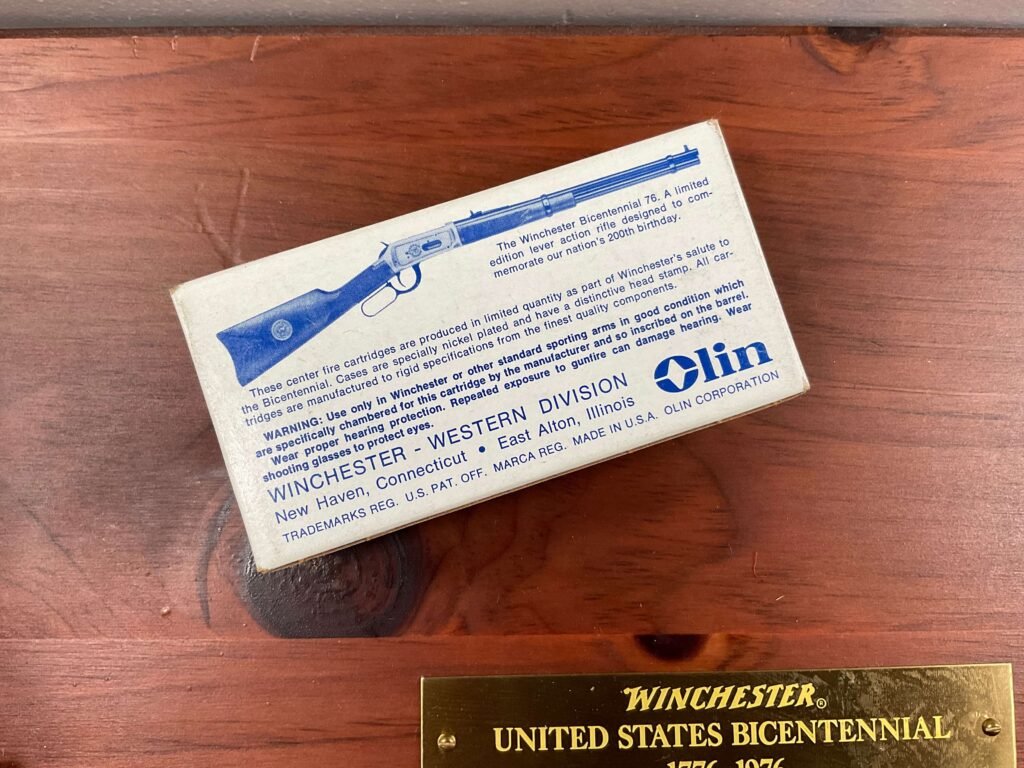 The Winchester Bicentennial 76. A limited
edition lever action rifle designed to com-
memorate our nation's 200th birthday.
These center fire cartridges are produced in limited quantity as part of Winchester's salute to
the Bicentennial. Cases are specially nickel plated and have a distinctive head stamp. All car-
tridges are manufactured to rigid specifications from the finest quality components.
WARNING: Use only in Winchester or other standard sporting arms in good condition which
are specifically chambered for this cartridge by the manufacturer and so inscribed on the barrel.
Wear proper hearing protection. Repeated exposure to gunfire can damage hearing. Wear
shooting glasses to protect eyes.
WINCHESTER - WESTERN DIVISION
New Haven, Connecticut • East Alton, Illinois
Olin
TRADEMARKS REG. U.S. PAT. OFF. MARCA REG. MADE IN U.S.A. OLIN CORPORATION
WINCHESTER®
UNITED STATES BICENTENNIAL
1776-1976